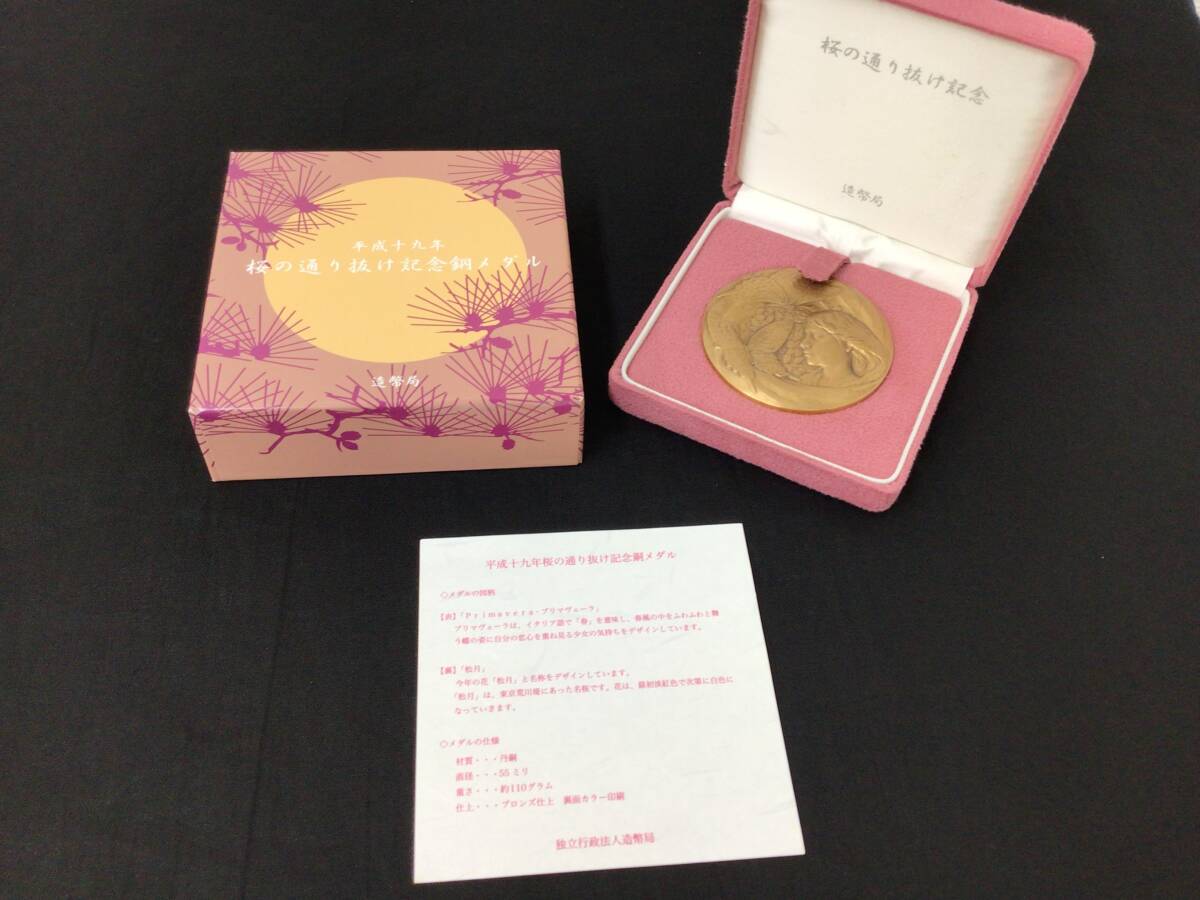 平成十九年
桜の通り抜け記念銅メダル
造幣局
桜の通り抜け記念
造幣局
平成十九年桜の通り抜け記念銅メダル
◇メダルの図柄
【表】「Primavera-プリマヴェーラ」
プリマヴェーラは、イタリア語で「春」を意味し、春風の中をふわふわと舞
う蝶の姿に自分の恋心を重ね見る少女の気持ちをデザインしています。
【裏】「松月」
今年の花「松月」と名称をデザインしています。
「松月」は、東京荒川堤にあった名桜です。花は、最初淡紅色で次第に白色に
なっていきます。
◇メダルの仕様
材質・・・丹銅
直径・・・55ミリ
重さ・・・約110グラム
仕上・・・ブロンズ仕上　裏面カラー印刷
独立行政法人造幣局